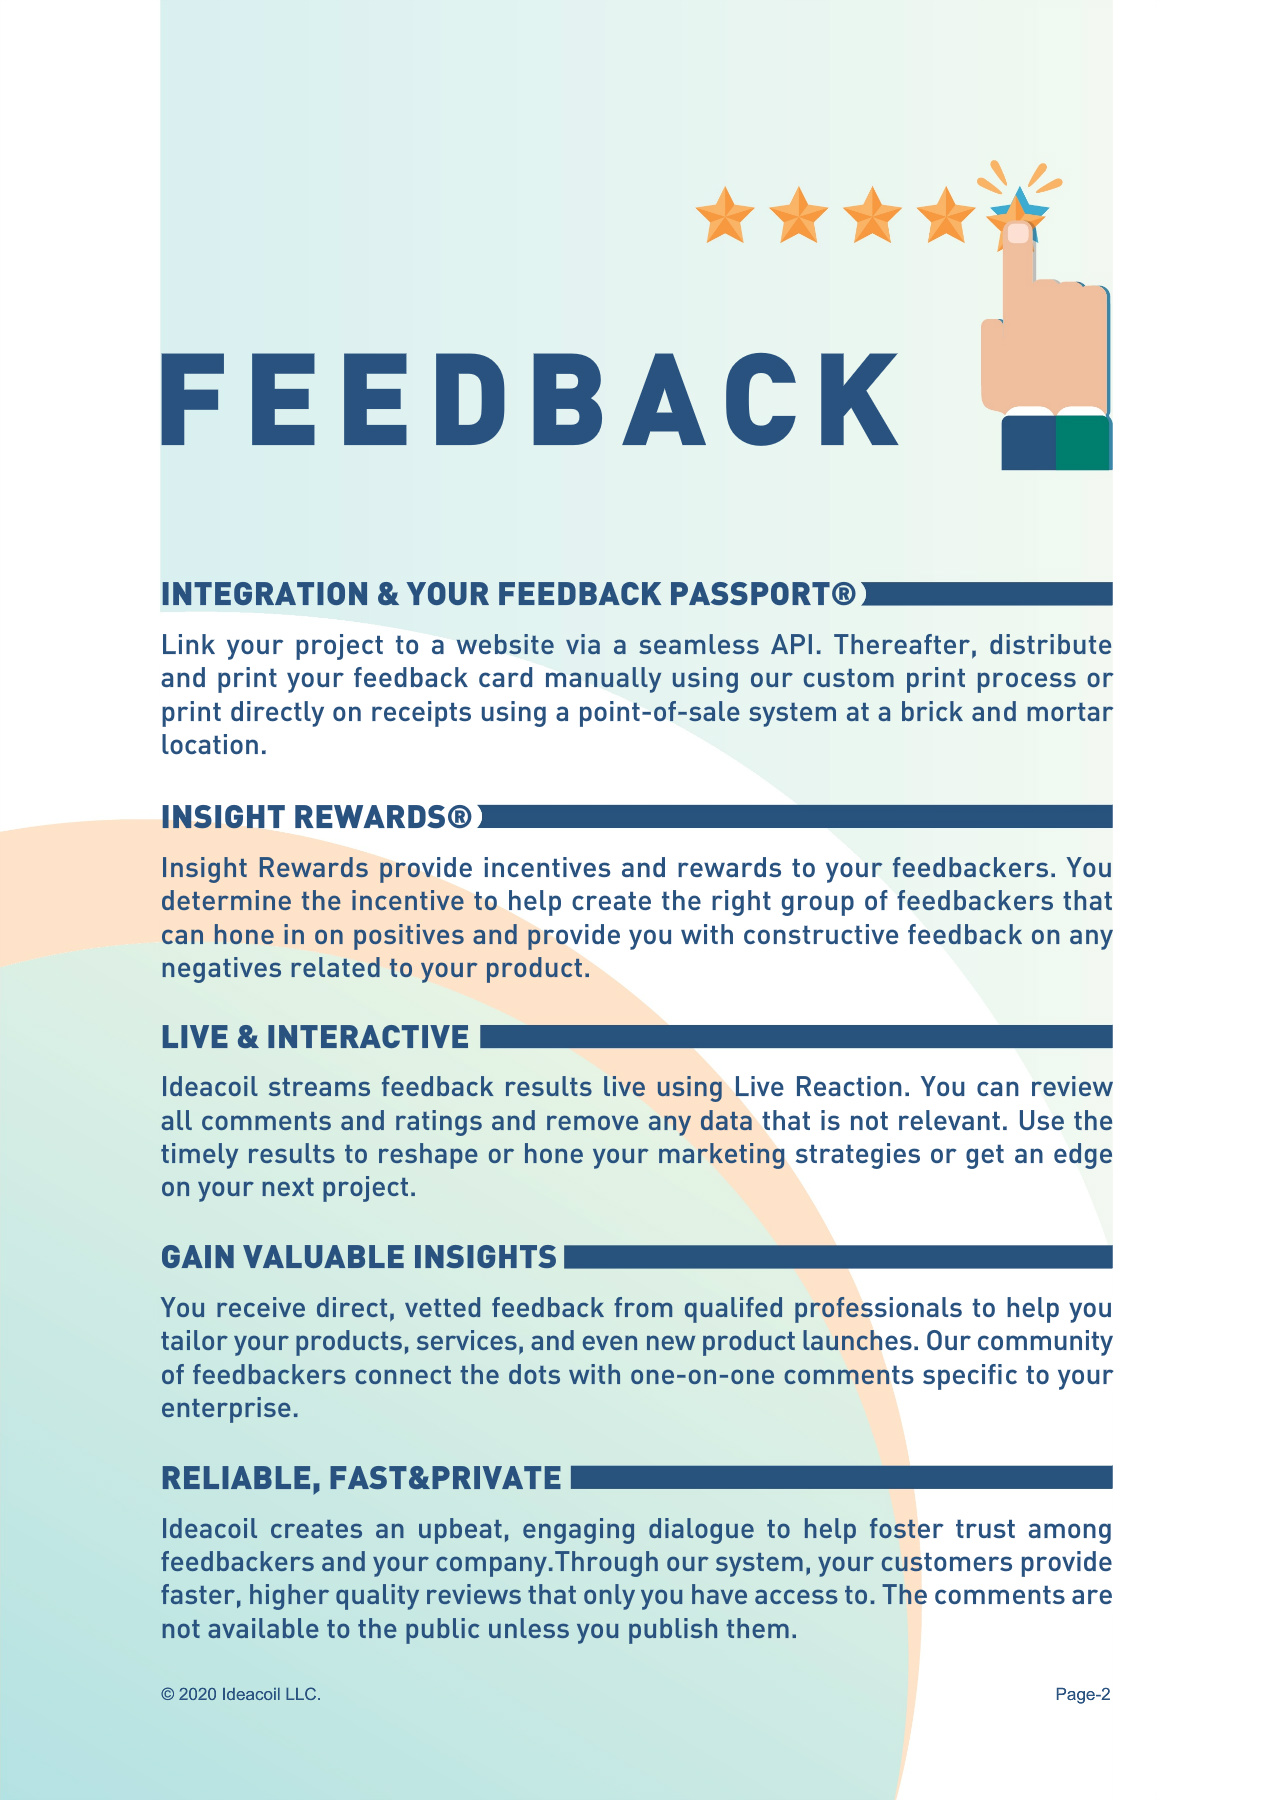 FEEDBACK
INTEGRATION & YOUR FEEDBACK PASSPORT®
Link your project to a website via a seamless API. Thereafter, distribute
and print your feedback card manually using our custom print process or
print directly on receipts using a point-of-sale system at a brick and mortar
location.
INSIGHT REWARDS®
Insight Rewards provide incentives and rewards to your feedbackers. You
determine the incentive to help create the right group of feedbackers that
can hone in on positives and provide you with constructive feedback on any
negatives related to your product.
LIVE & INTERACTIVE
Ideacoil streams feedback results live using Live Reaction. You can review
all comments and ratings and remove any data that is not relevant. Use the
timely results to reshape or hone your marketing strategies or get an edge
on your next project.
GAIN VALUABLE INSIGHTS
You receive direct, vetted feedback from qualifed professionals to help you
tailor your products, services, and even new product launches. Our community
of feedbackers connect the dots with one-on-one comments specific to your
enterprise.
RELIABLE, FAST&PRIVATE
Ideacoil creates an upbeat, engaging dialogue to help foster trust among
feedbackers and your company.Through our system, your customers provide
faster, higher quality reviews that only you have access to. The comments are
not available to the public unless you publish them.
© 2020 Ideacoil LLC.
Page-2